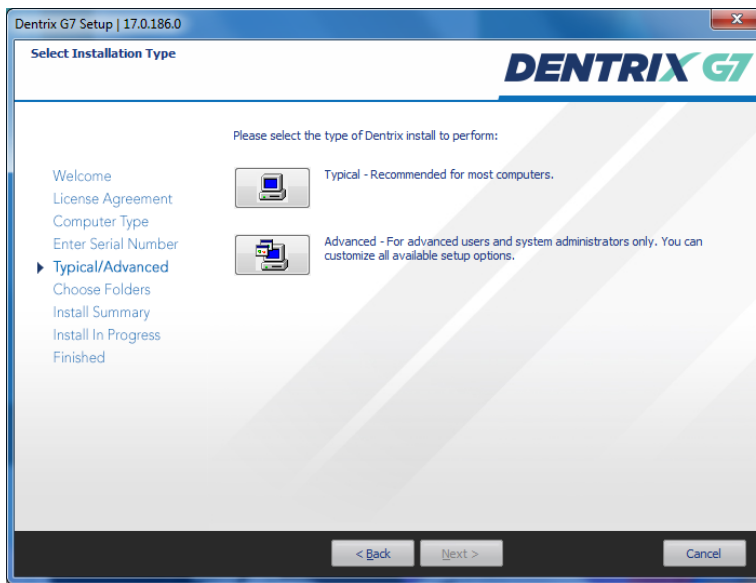 Dentrix G7 Setup | 17.0.186.0
Select Installation Type
DENTRIX G7
Please select the type of Dentrix install to perform:
Typical - Recommended for most computers.
Advanced - For advanced users and system administrators only. You can
customize all available setup options.
Welcome
License Agreement
Computer Type
Enter Serial Number
Typical/Advanced
Choose Folders
Install Summary
Install In Progress
Finished
< Back
Next >
Cancel